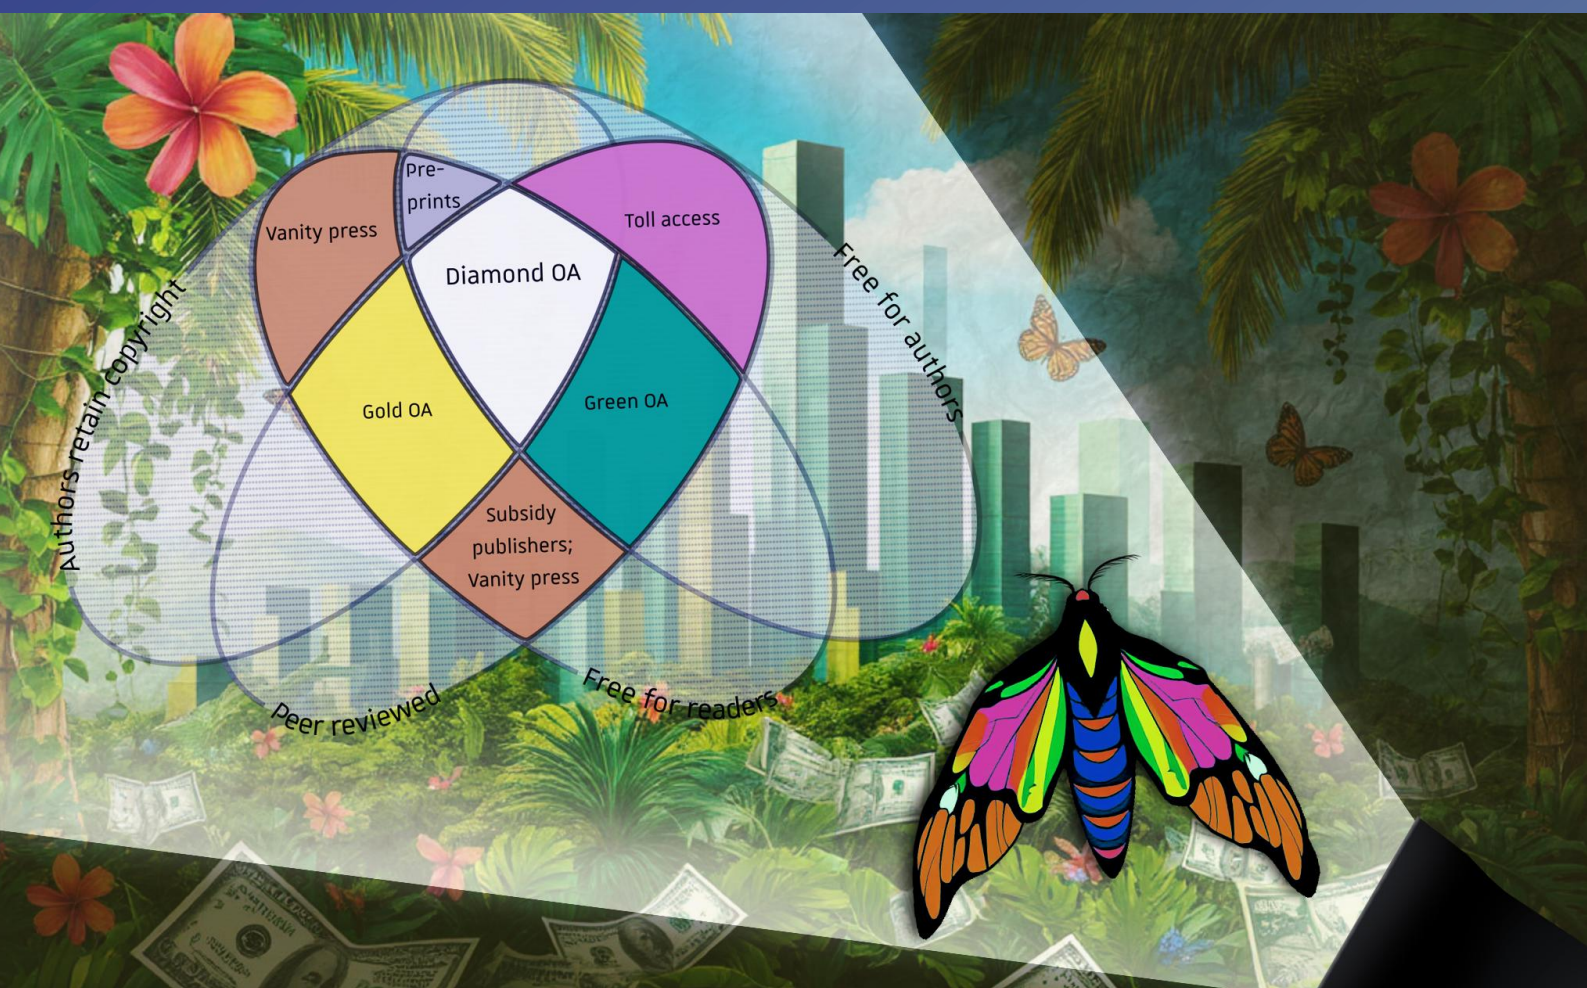 Pre-
prints
Vanity press
Toll access
Diamond OA
Gold OA
Green OA
Subsidy
publishers;
Vanity press
Authors retain copyright
Free for authors
Peer reviewed
Free for readers